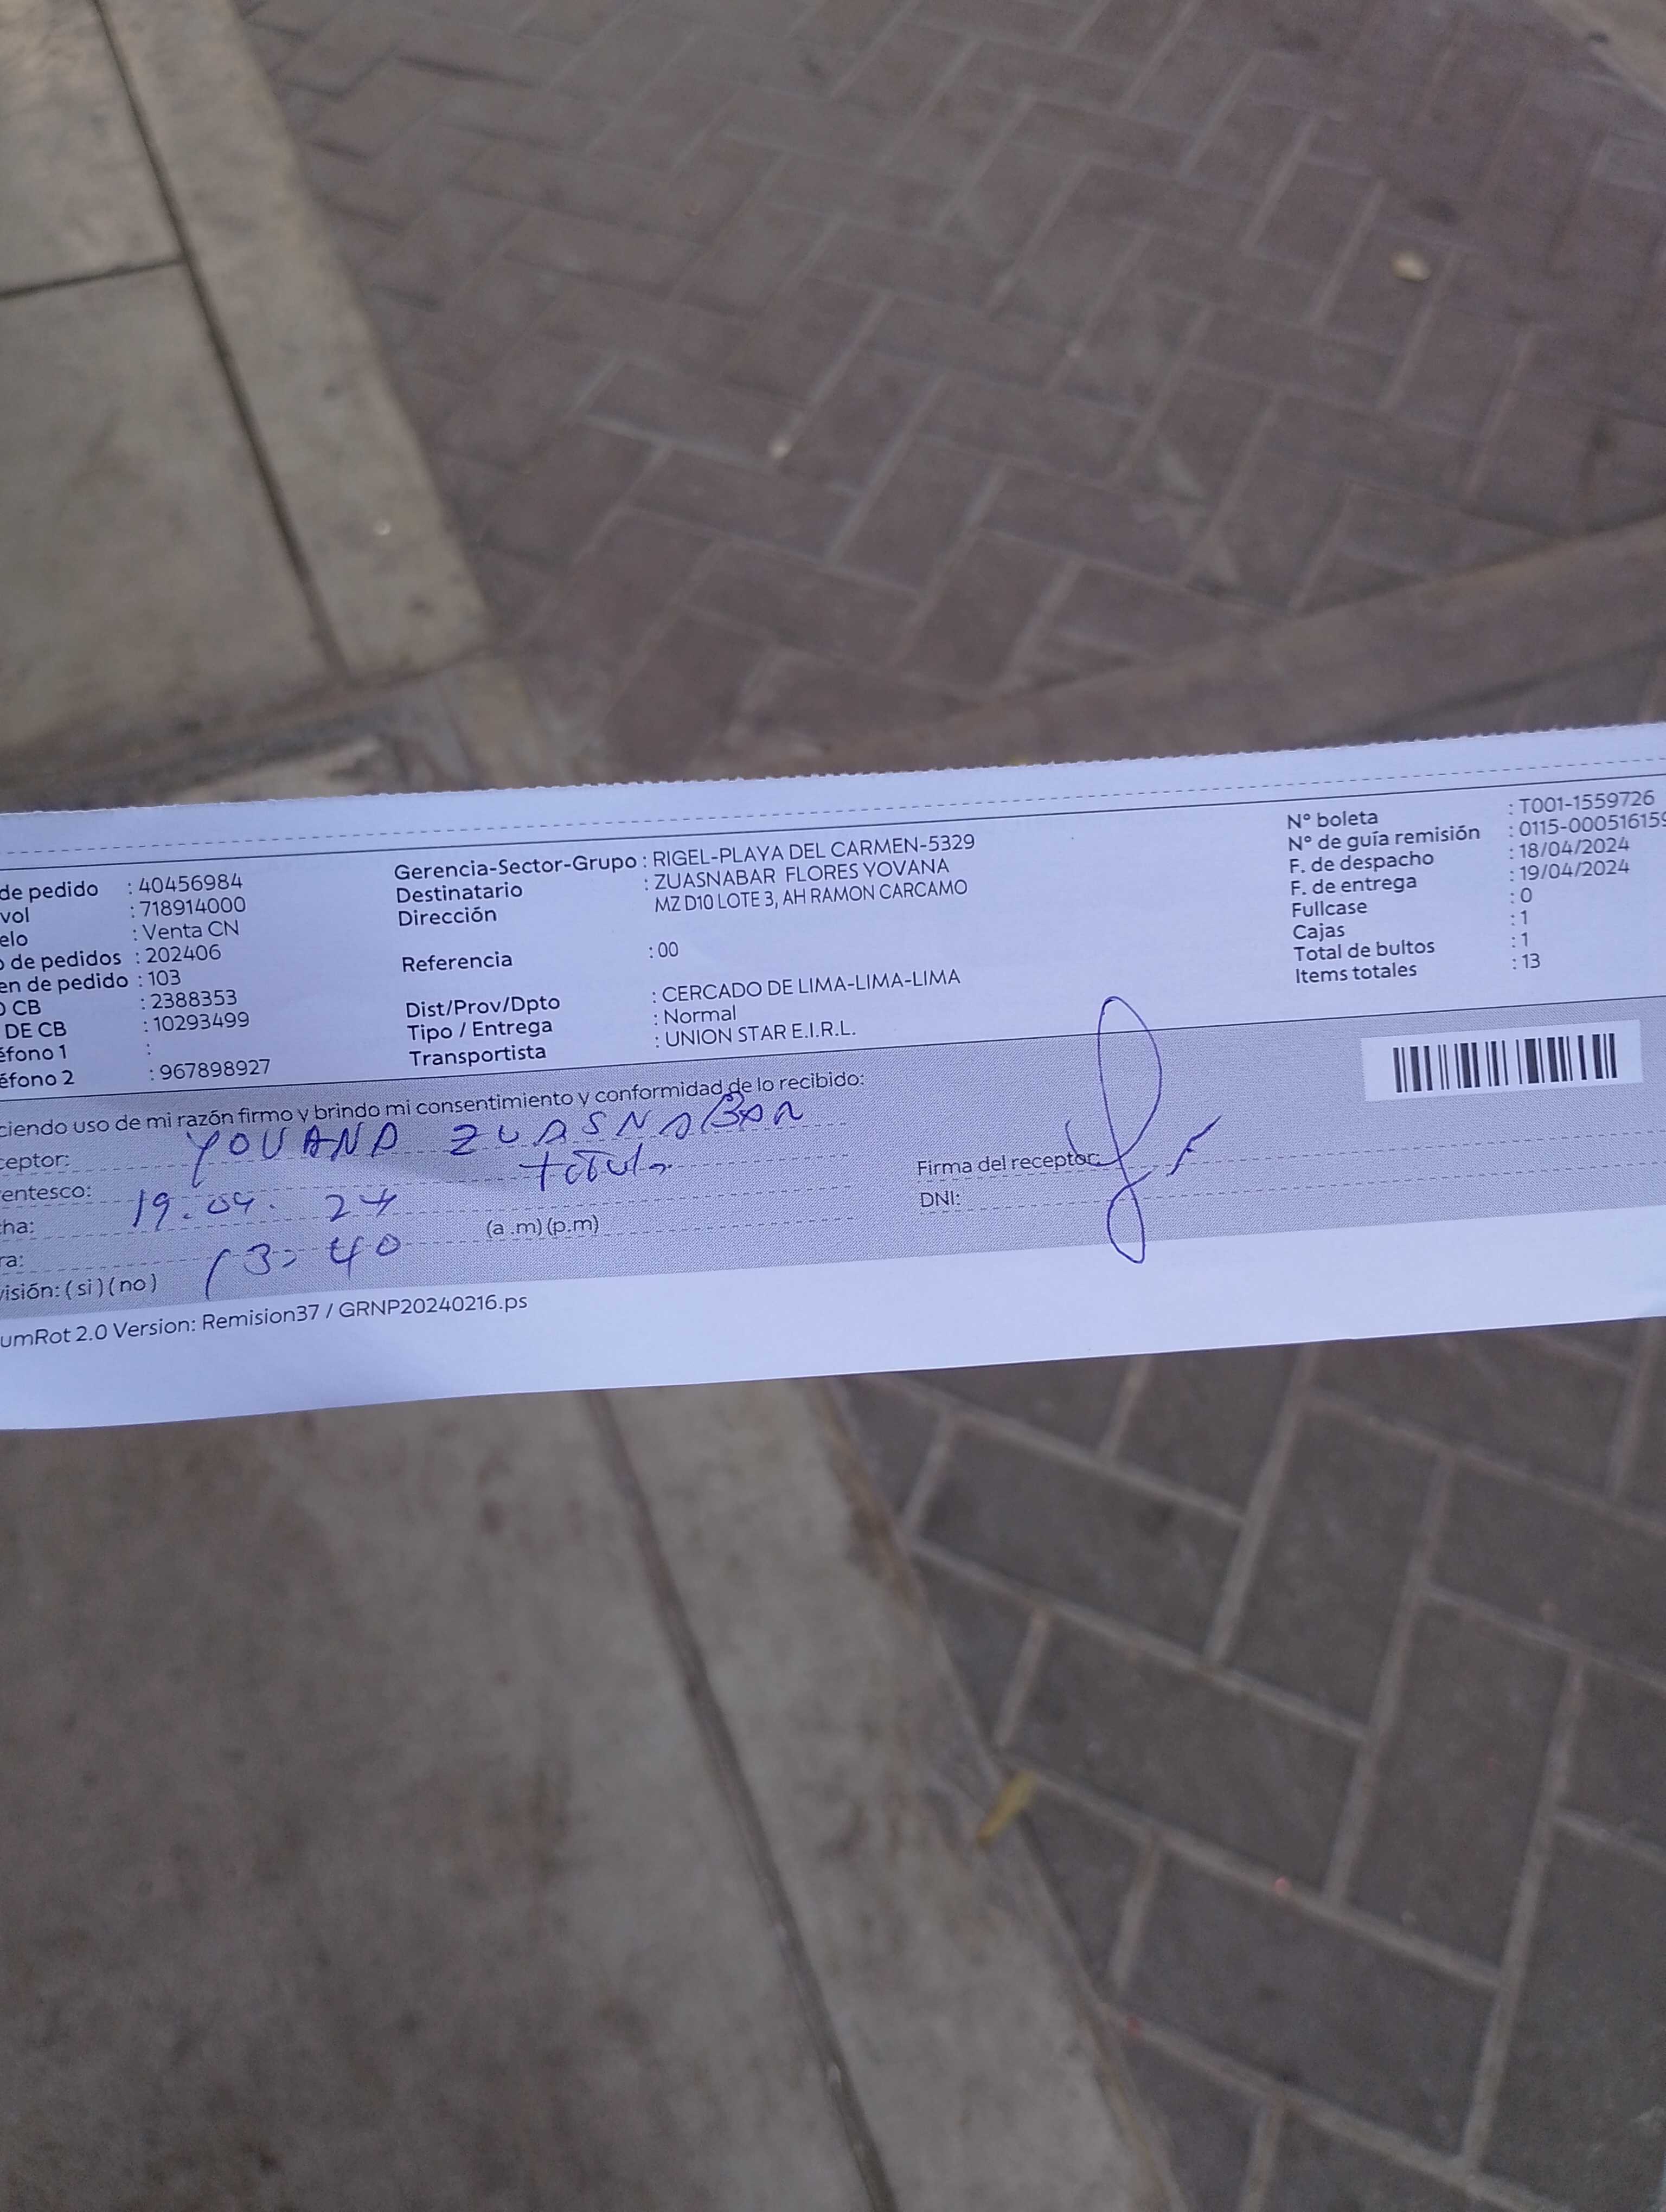 de pedido : 40456984
vol : 718914000
elo : Venta CN
o de pedidos : 202406
en de pedido : 103
O CB : 2388353
DE CB : 10293499
éfono 1 :
éfono 2 : 967898927
Gerencia-Sector-Grupo : RIGEL-PLAYA DEL CARMEN-5329
Destinatario : ZUASNABAR FLORES YOVANA
Dirección MZ D10 LOTE 3, AH RAMON CARCAMO
Referencia : 00
Dist/Prov/Dpto : CERCADO DE LIMA-LIMA-LIMA
Tipo / Entrega : Normal
Transportista : UNION STAR E.I.R.L.
N° boleta : T001-1559726
N° de guía remisión : 0115-000516159
F. de despacho : 18/04/2024
F. de entrega : 19/04/2024
Fullcase : 0
Cajas : 1
Total de bultos : 1
Items totales : 13
ciendo uso de mi razón firmo y brindo mi consentimiento y conformidad de lo recibido:
ceptor: YOVANA ZUASNABAR
entesco:
ha: 19.04.24
ra: 13:40 (a .m) (p.m)
visión: ( si ) ( no )
Firma del receptor:
DNI:
umRot 2.0 Version: Remision37 / GRNP20240216.ps